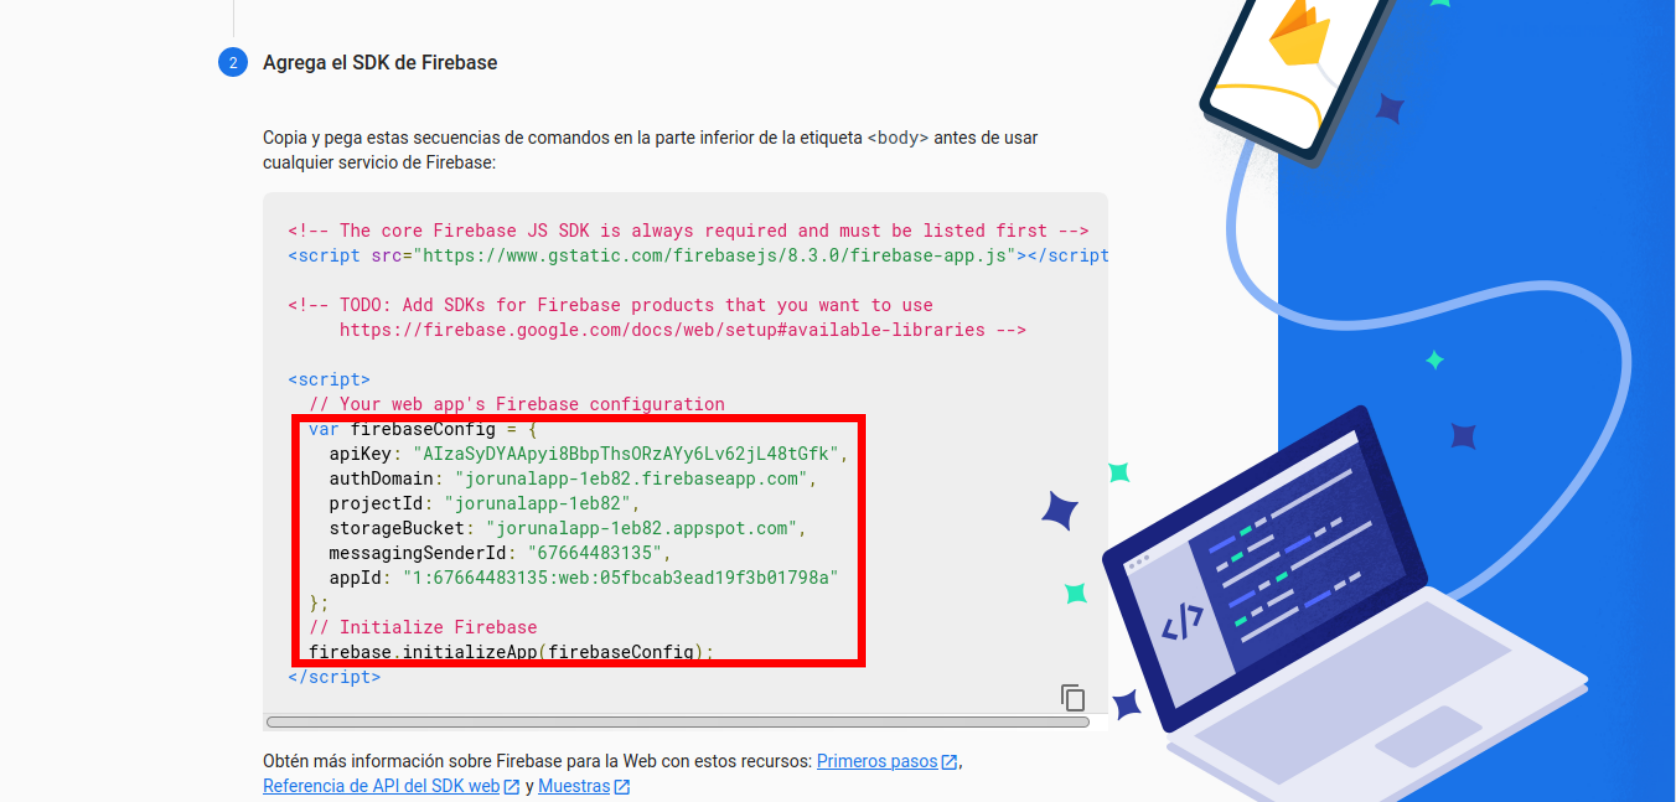 2 Agrega el SDK de Firebase
Copia y pega estas secuencias de comandos en la parte inferior de la etiqueta <body> antes de usar
cualquier servicio de Firebase:
<!-- The core Firebase JS SDK is always required and must be listed first -->
<script src="https://www.gstatic.com/firebasejs/8.3.0/firebase-app.js"></script
<!-- TODO: Add SDKs for Firebase products that you want to use
https://firebase.google.com/docs/web/setup#available-libraries -->
<script>
// Your web app's Firebase configuration
var firebaseConfig = {
apiKey: "AIzaSyDYAApyi8BbpThsORzAYy6Lv62jL48tGfk",
authDomain: "jorunalapp-1eb82.firebaseapp.com",
projectId: "jorunalapp-1eb82",
storageBucket: "jorunalapp-1eb82.appspot.com",
messagingSenderId: "67664483135",
appId: "1:67664483135:web:05fbcab3ead19f3b01798a"
};
// Initialize Firebase
firebase.initializeApp(firebaseConfig);
</script>
Obtén más información sobre Firebase para la Web con estos recursos: Primeros pasos,
Referencia de API del SDK web y Muestras
</>